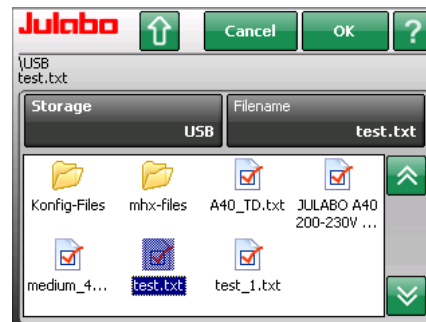 Julabo
Cancel
OK
?
\USB
test.txt
Storage
USB
Filename
test.txt
Konfig-Files
mhx-files
A40_TD.txt
JULABO A40
200-230V ...
medium_4...
test.txt
test_1.txt